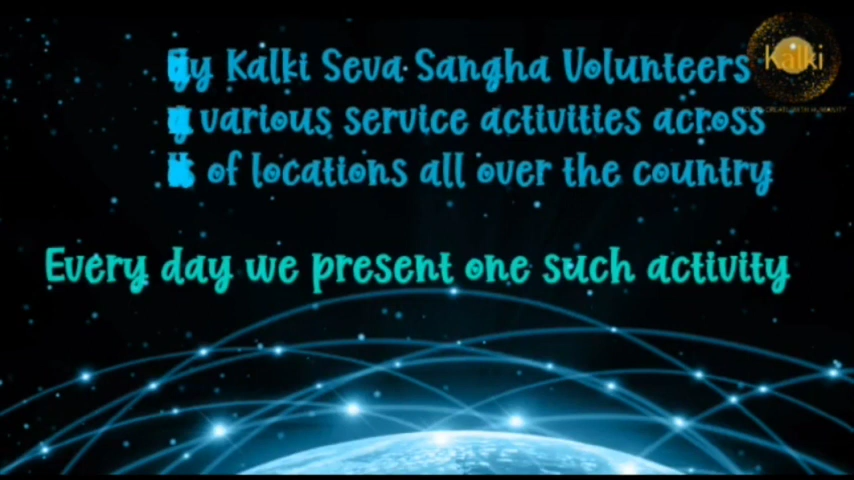 Kalki Seva Sangha Volunteers
various service activities across
of locations all over the country
Every day we present one such activity
Kalki